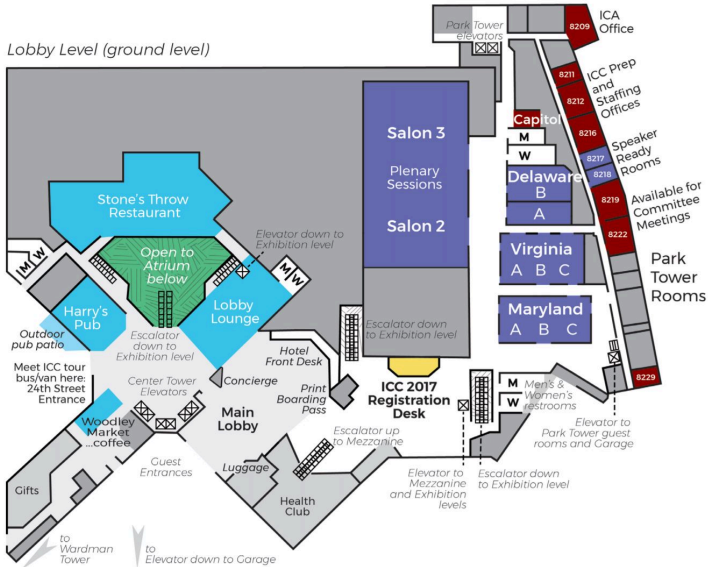 Lobby Level (ground level)
Park Tower
elevators
8209
ICA
Office
8211
8212
8216
ICC Prep
and
Staffing
Offices
Capitol
M
W
8217
8218
Speaker
Ready
Rooms
8219
8222
Available for
Committee
Meetings
Park
Tower
Rooms
8229
Salon 3
Plenary
Sessions
Salon 2
Delaware
B
A
Virginia
A B C
Maryland
A B C
Stone's Throw
Restaurant
Elevator down to
Exhibition level
Open to
Atrium
below
M W
M W
Harry's
Pub
Lobby
Lounge
Outdoor
pub patio
Escalator
down to
Exhibition level
Escalator down
to Exhibition level
Hotel
Front Desk
Meet ICC tour
bus/van here:
24th Street
Entrance
Center Tower
Elevators
Concierge
Print
Boarding
Pass
ICC 2017
Registration
Desk
M
W
Men's &
Women's
restrooms
Woodley
Market
...coffee
Main
Lobby
Escalator up
to Mezzanine
Elevator to
Park Tower guest
rooms and Garage
Guest
Entrances
Luggage
Elevator to
Mezzanine
and Exhibition
levels
Escalator down
to Exhibition level
Gifts
Health
Club
to
Wardman
Tower
to
Elevator down to Garage